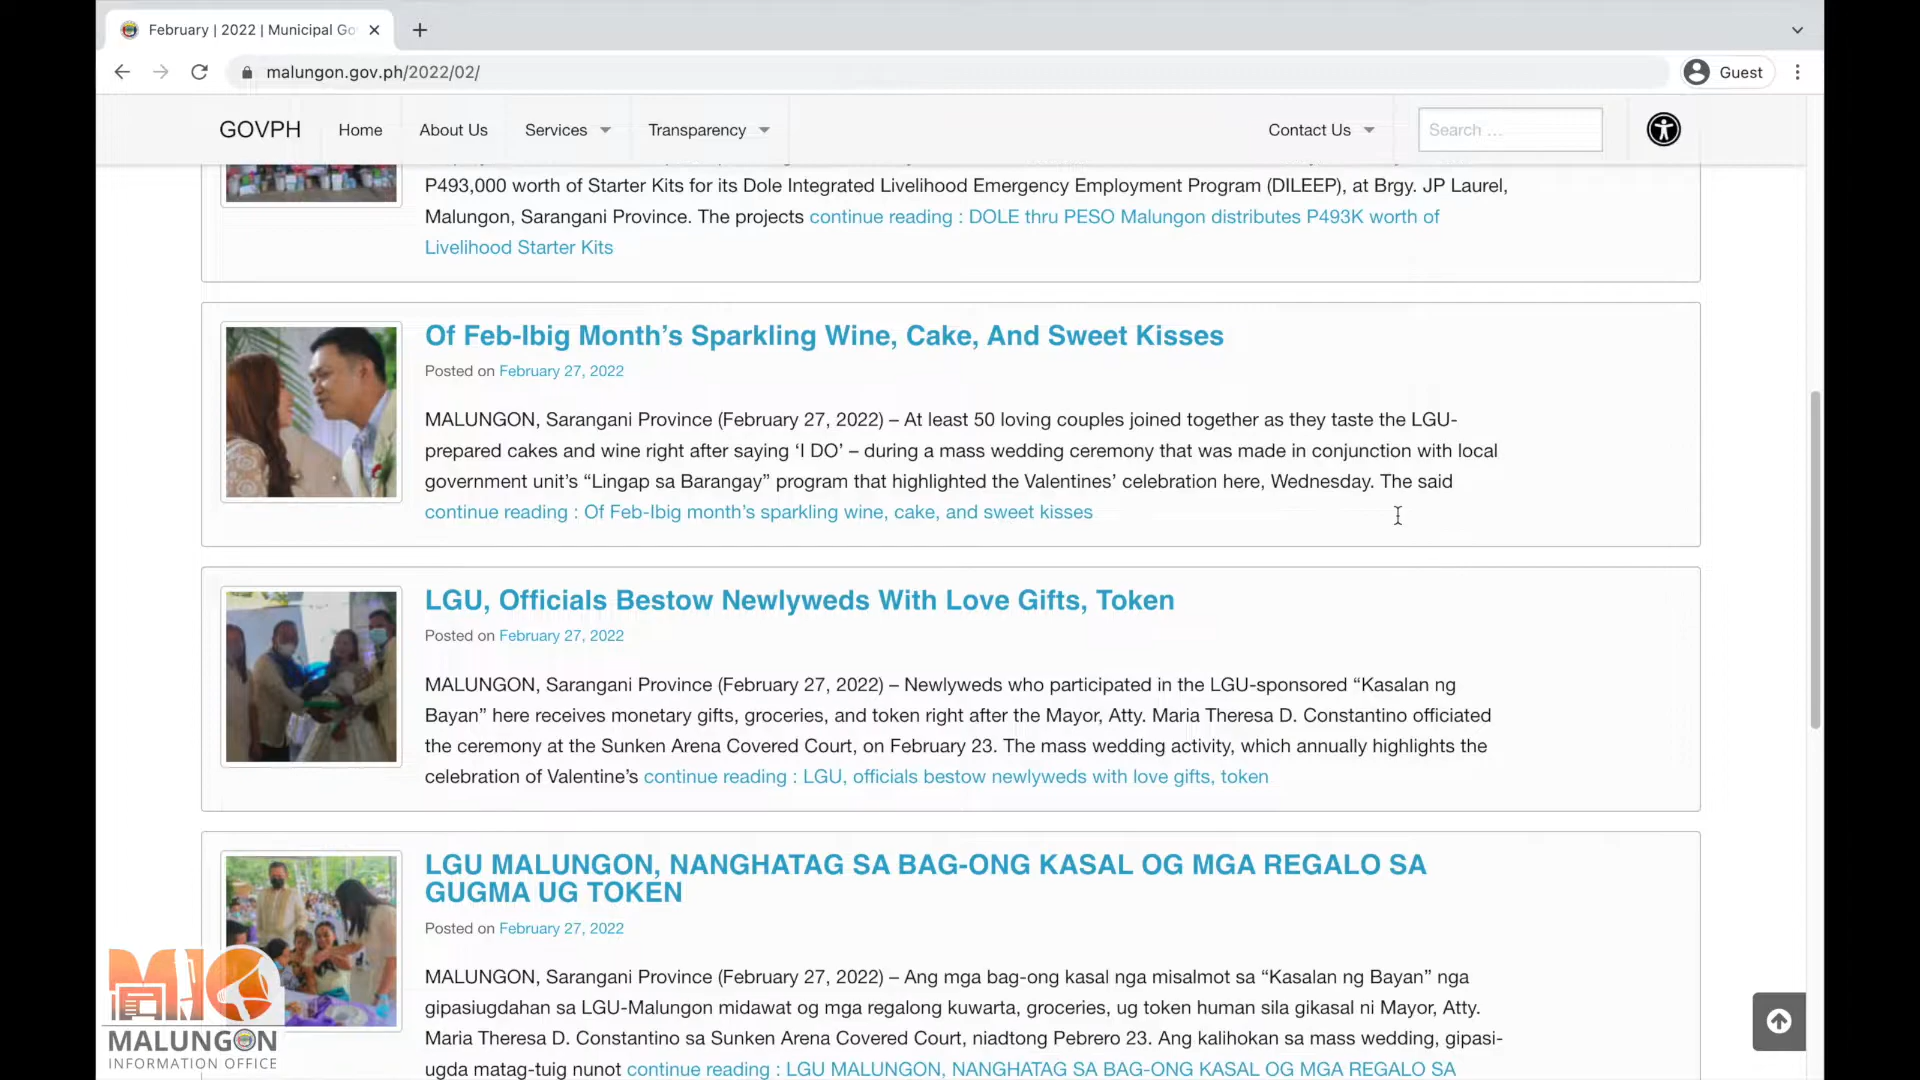 February | 2022 | Municipal Go
malungon.gov.ph/2022/02/
Guest
GOVPH
Home
About Us
Services
Transparency
Contact Us
Search ...
P493,000 worth of Starter Kits for its Dole Integrated Livelihood Emergency Employment Program (DILEEP), at Brgy. JP Laurel,
Malungon, Sarangani Province. The projects continue reading : DOLE thru PESO Malungon distributes P493K worth of
Livelihood Starter Kits
Of Feb-Ibig Month’s Sparkling Wine, Cake, And Sweet Kisses
Posted on February 27, 2022
MALUNGON, Sarangani Province (February 27, 2022) – At least 50 loving couples joined together as they taste the LGU-
prepared cakes and wine right after saying ‘I DO’ – during a mass wedding ceremony that was made in conjunction with local
government unit’s “Lingap sa Barangay” program that highlighted the Valentines’ celebration here, Wednesday. The said
continue reading : Of Feb-Ibig month’s sparkling wine, cake, and sweet kisses
LGU, Officials Bestow Newlyweds With Love Gifts, Token
Posted on February 27, 2022
MALUNGON, Sarangani Province (February 27, 2022) – Newlyweds who participated in the LGU-sponsored “Kasalan ng
Bayan” here receives monetary gifts, groceries, and token right after the Mayor, Atty. Maria Theresa D. Constantino officiated
the ceremony at the Sunken Arena Covered Court, on February 23. The mass wedding activity, which annually highlights the
celebration of Valentine’s continue reading : LGU, officials bestow newlyweds with love gifts, token
LGU MALUNGON, NANGHATAG SA BAG-ONG KASAL OG MGA REGALO SA
GUGMA UG TOKEN
Posted on February 27, 2022
MALUNGON, Sarangani Province (February 27, 2022) – Ang mga bag-ong kasal nga misalmot sa “Kasalan ng Bayan” nga
gipasiugdahan sa LGU-Malungon midawat og mga regalong kuwarta, groceries, ug token human sila gikasal ni Mayor, Atty.
Maria Theresa D. Constantino sa Sunken Arena Covered Court, niadtong Pebrero 23. Ang kalihokan sa mass wedding, gipasi-
ugda matag-tuig nunot continue reading : LGU MALUNGON, NANGHATAG SA BAG-ONG KASAL OG MGA REGALO SA
MIO
MALUNGON
INFORMATION OFFICE